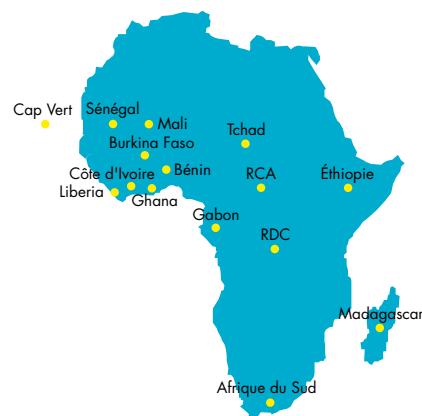 Cap Vert
Sénégal
Mali
Tchad
Burkina Faso
Bénin
Côte d'Ivoire
RCA
Éthiopie
Liberia
Ghana
Gabon
RDC
Madagascar
Afrique du Sud